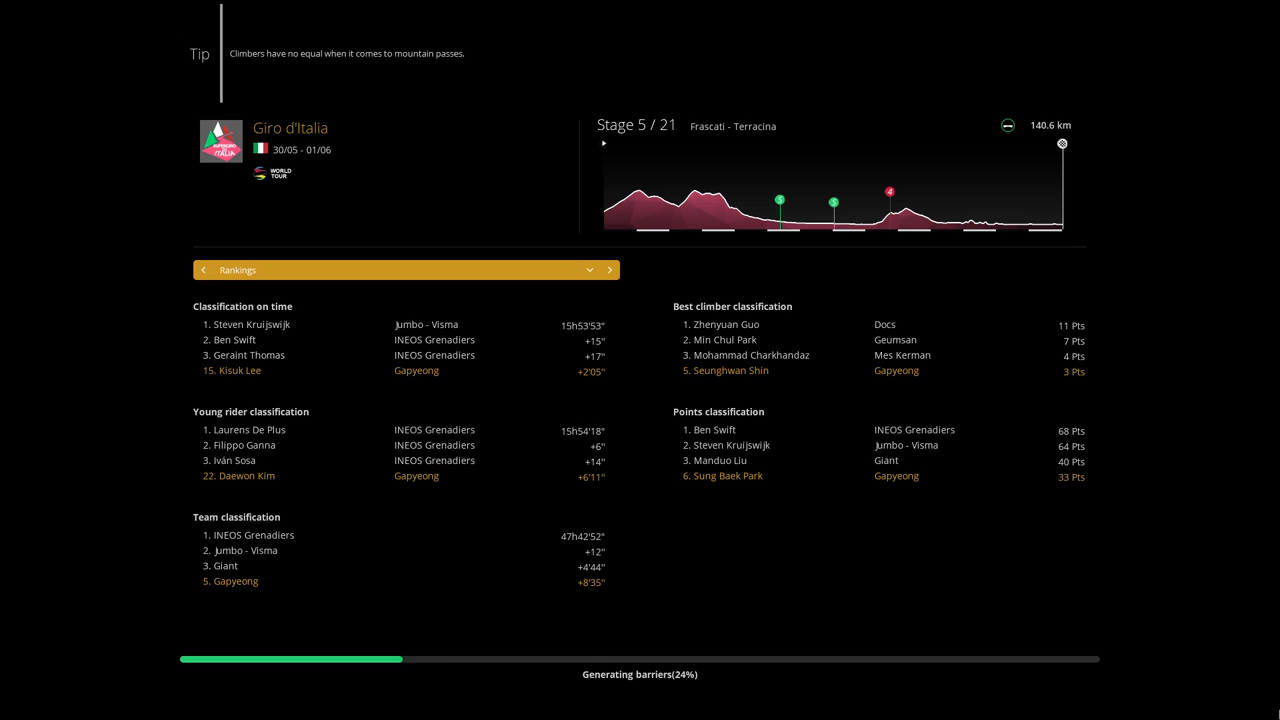 Tip
Climbers have no equal when it comes to mountain passes.
Giro d'Italia
30/05 - 01/06
WORLD
TOUR
Stage 5 / 21 Frascati - Terracina 140.6 km
S S 4
Rankings
Classification on time
1. Steven Kruijswijk Jumbo - Visma 15h53'53"
2. Ben Swift INEOS Grenadiers +15"
3. Geraint Thomas INEOS Grenadiers +17"
15. Kisuk Lee Gapyeong +2'05"
Best climber classification
1. Zhenyuan Guo Docs 11 Pts
2. Min Chul Park Geumsan 7 Pts
3. Mohammad Charkhandaz Mes Kerman 4 Pts
5. Seunghwan Shin Gapyeong 3 Pts
Young rider classification
1. Laurens De Plus INEOS Grenadiers 15h54'18"
2. Filippo Ganna INEOS Grenadiers +6"
3. Iván Sosa INEOS Grenadiers +14"
22. Daewon Kim Gapyeong +6'11"
Points classification
1. Ben Swift INEOS Grenadiers 68 Pts
2. Steven Kruijswijk Jumbo - Visma 64 Pts
3. Manduo Liu Giant 40 Pts
6. Sung Baek Park Gapyeong 33 Pts
Team classification
1. INEOS Grenadiers 47h42'52"
2. Jumbo - Visma +12"
3. Giant +4'44"
5. Gapyeong +8'35"
Generating barriers(24%)